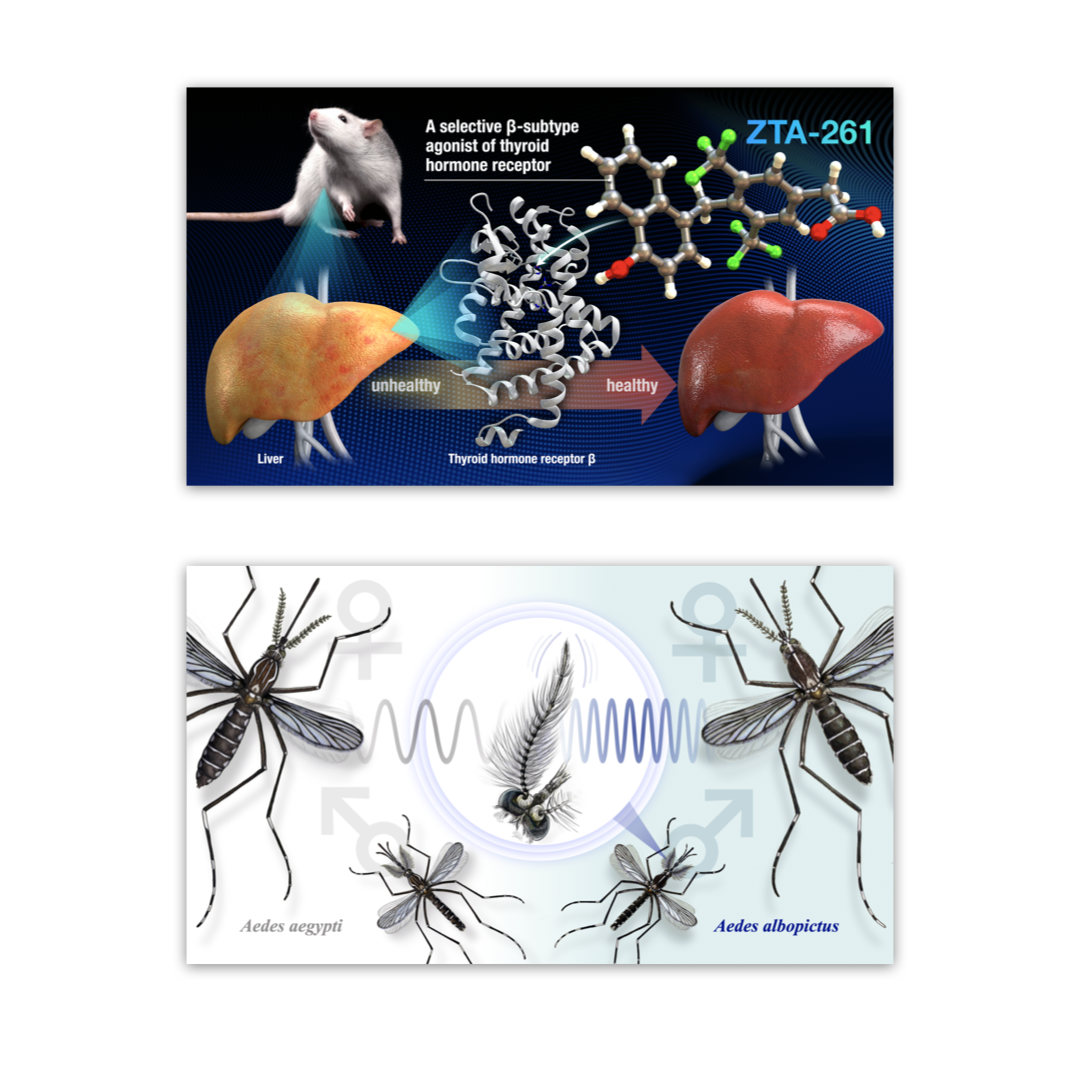 A selective β-subtype
agonist of thyroid
hormone receptor
ZTA-261
unhealthy
healthy
Liver
Thyroid hormone receptor β
Aedes aegypti
Aedes albopictus